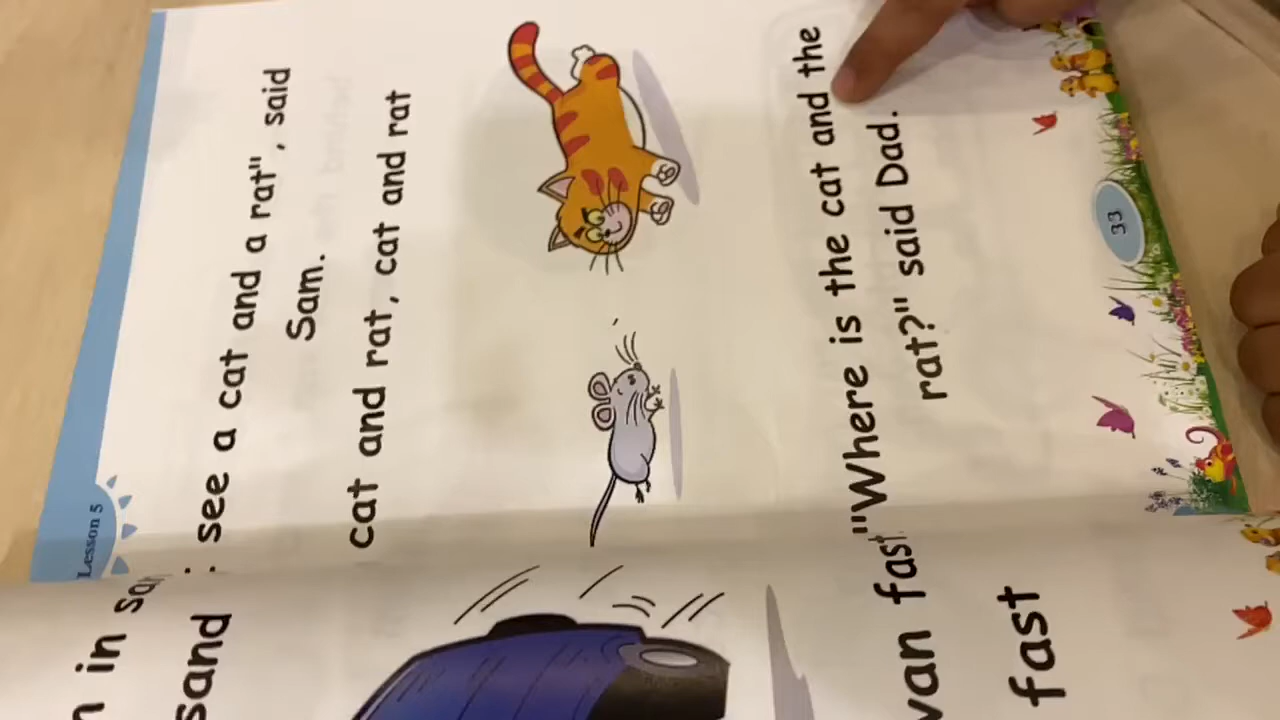 in
sand
van fast
fast
Lesson 5
see a cat and a rat", said
Sam.
cat and rat, cat and rat
"Where is the cat and the
rat?" said Dad.
33